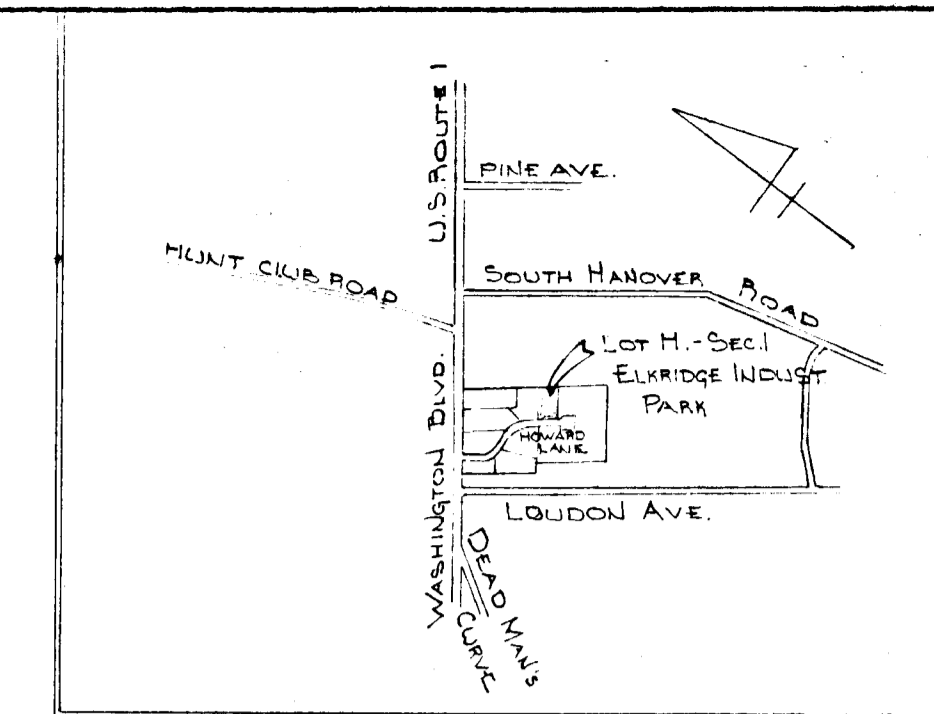 U.S. ROUTE 1
PINE AVE.
HUNT CLUB ROAD
SOUTH HANOVER ROAD
LOT H.-SEC.1
ELKRIDGE INDUST
PARK
HOWARD
LANE
WASHINGTON BLVD.
LOUDON AVE.
DEAD MAN'S
CURVE